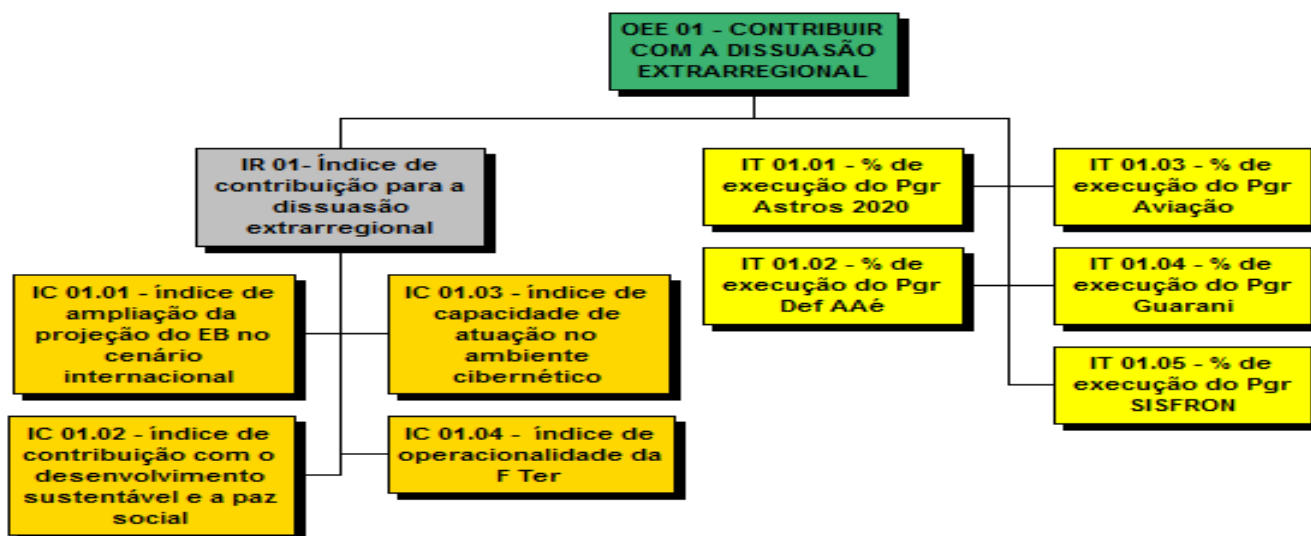 OEE 01 - CONTRIBUIR
COM A DISSUASÃO
EXTRARREGIONAL
IR 01- Índice de
contribuição para a
dissuasão
extrarregional
IC 01.01 - índice de
ampliação da
projeção do EB no
cenário
internacional
IC 01.03 - índice de
capacidade de
atuação no
ambiente
cibernético
IC 01.02 - índice de
contribuição com o
desenvolvimento
sustentável e a paz
social
IC 01.04 - índice de
operacionalidade da
F Ter
IT 01.01 - % de
execução do Pgr
Astros 2020
IT 01.03 - % de
execução do Pgr
Aviação
IT 01.02 - % de
execução do Pgr
Def AAé
IT 01.04 - % de
execução do Pgr
Guarani
IT 01.05 - % de
execução do Pgr
SISFRON